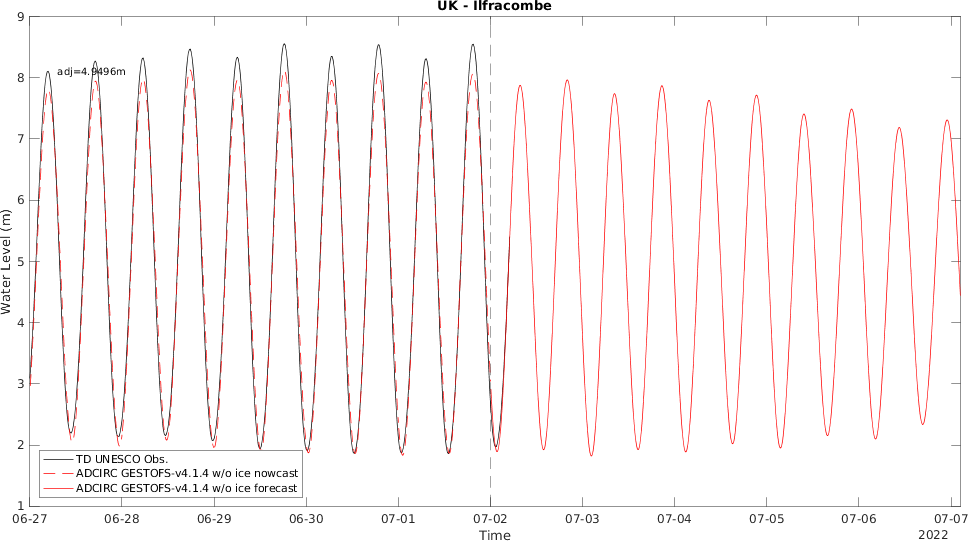 UK - Ilfracombe
9
8
7
6
5
4
3
2
1
Water Level (m)
adj=4.9496m
TD UNESCO Obs.
ADCIRC GESTOFS-v4.1.4 w/o ice nowcast
ADCIRC GESTOFS-v4.1.4 w/o ice forecast
06-27 06-28 06-29 06-30 07-01 07-02 07-03 07-04 07-05 07-06 07-07
Time
2022